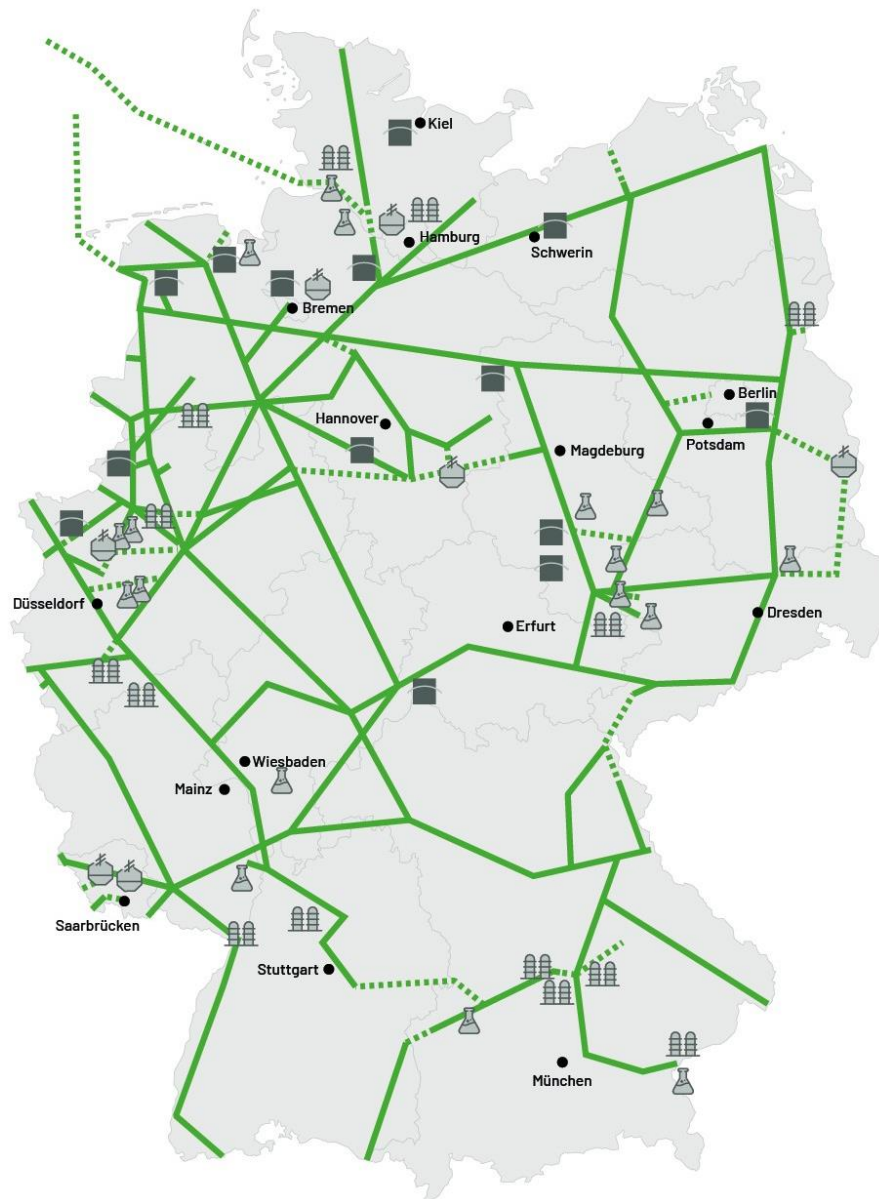 Kiel
Hamburg
Schwerin
Bremen
Berlin
Hannover
Potsdam
Magdeburg
Düsseldorf
Dresden
Erfurt
Wiesbaden
Mainz
Saarbrücken
Stuttgart
München